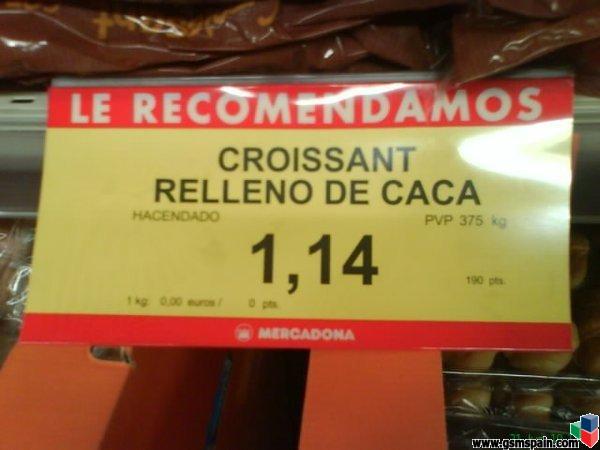 LE RECOMENDAMOS
CROISSANT
RELLENO DE CACA
HACENDADO PVP 375 kg
1,14
190 pts.
1 kg: 0,00 euros / 0 pts.
MERCADONA
www.gsmspain.com